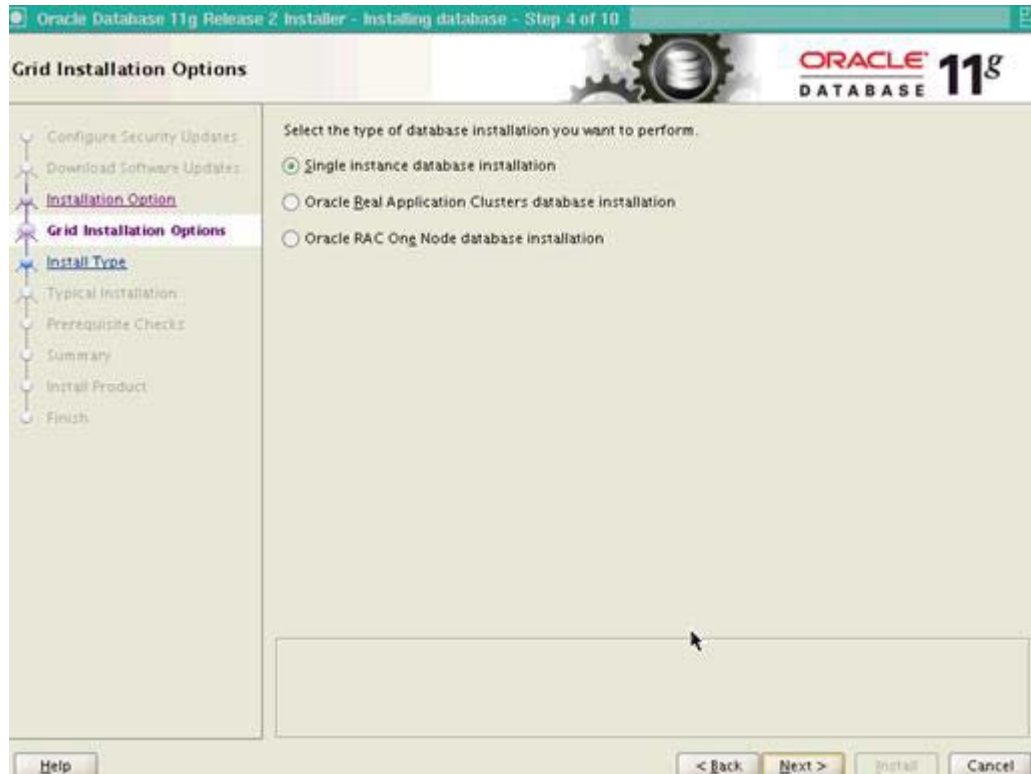 Oracle Database 11g Release 2 Installer - Installing database - Step 4 of 10
Grid Installation Options
ORACLE 11g
DATABASE
Configure Security Updates
Download Software Updates
Installation Option
Grid Installation Options
Install Type
Typical Installation
Prerequisite Checks
Summary
Install Product
Finish
Select the type of database installation you want to perform.
Single instance database installation
Oracle Real Application Clusters database installation
Oracle RAC One Node database installation
Help
< Back
Next >
Install
Cancel